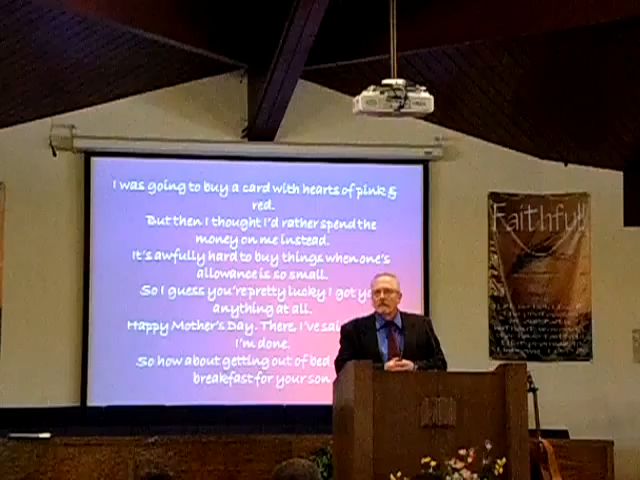 I was going to buy a card with hearts of pink &
red.
But then I thought I'd rather spend the
money on me instead.
It's awfully hard to buy things when one's
allowance is so small.
So I guess you're pretty lucky I got
anything at all.
Happy Mother's Day. There, I've
I'm done.
So how about getting out of bed
breakfast for your son
Faithful!